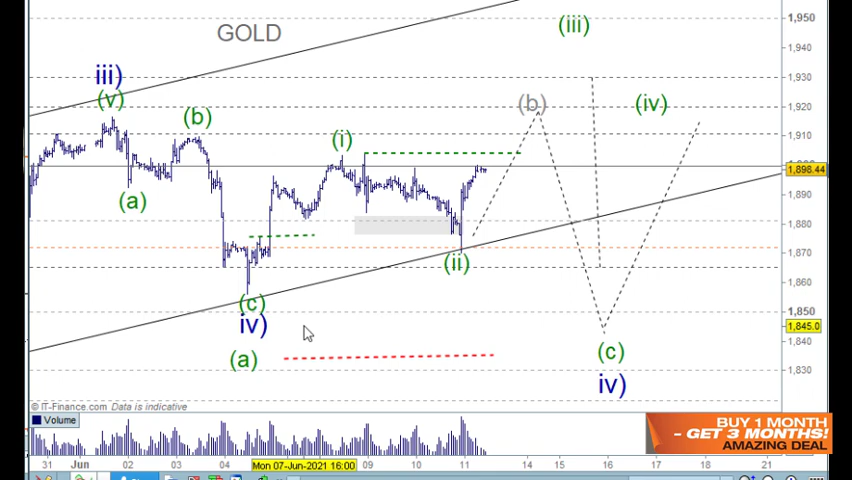 GOLD
(iii)
1,950
1,940
iii)
1,930
(v)
(b)
(b)
(iv)
1,920
(i)
1,910
1,898.44
(a)
1,890
1,880
(ii)
1,870
1,860
(c)
iv)
1,850
1,845.0
1,840
(a)
(c)
1,830
iv)
© IT-Finance.com Data is indicative
Volume
BUY 1 MONTH
- GET 3 MONTHS!
AMAZING DEAL
31 Jun 02 03 04 Mon 07-Jun-2021 16:00 09 10 11 14 15 16 17 18 21